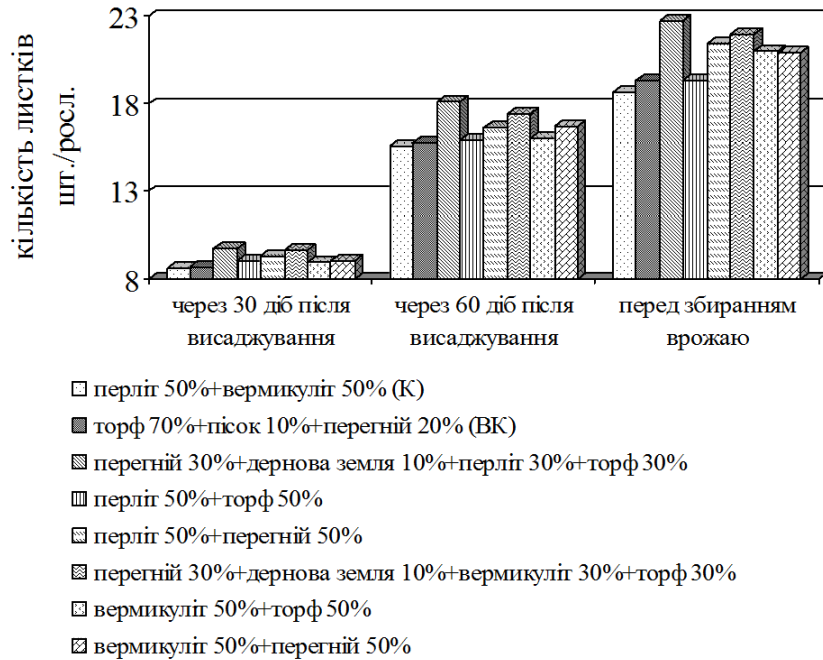 кількість листків
шт./росл.
23
18
13
8
через 30 діб після
висаджування
через 60 діб після
висаджування
перед збиранням
врожаю
перліт 50%+вермикуліт 50% (К)
торф 70%+пісок 10%+перегній 20% (ВК)
перегній 30%+дернова земля 10%+перліт 30%+торф 30%
перліт 50%+торф 50%
перліт 50%+перегній 50%
перегній 30%+дернова земля 10%+вермикуліт 30%+торф 30%
вермикуліт 50%+торф 50%
вермикуліт 50%+перегній 50%